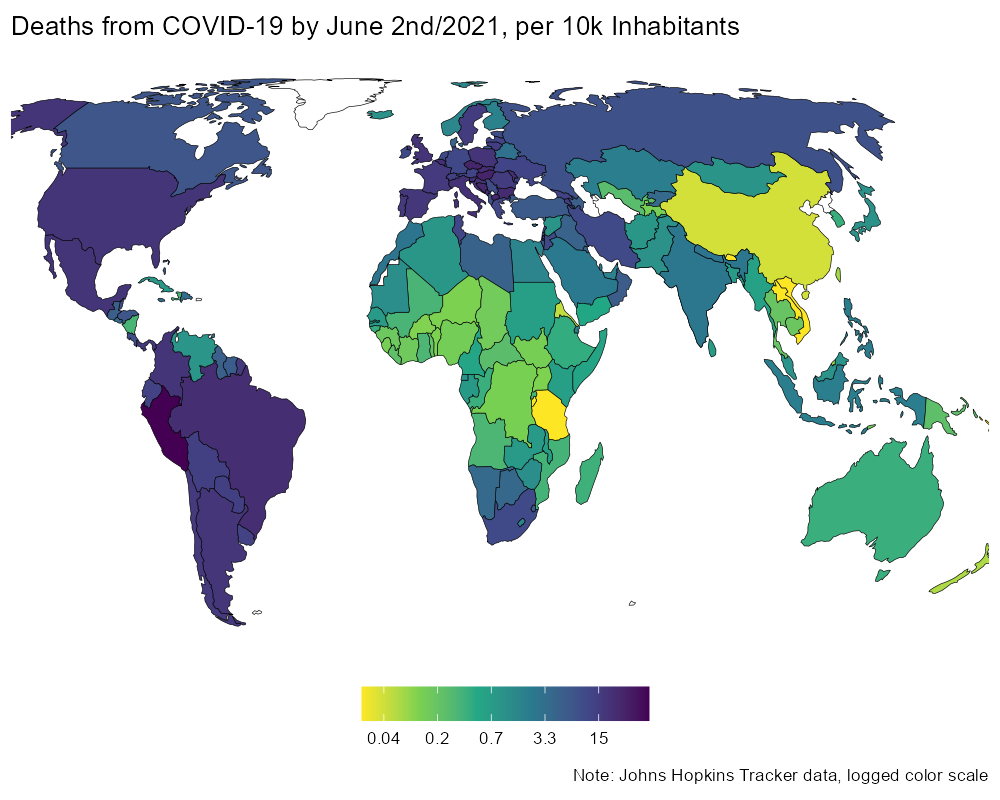 Deaths from COVID-19 by June 2nd/2021, per 10k Inhabitants
0.04 0.2 0.7 3.3 15
Note: Johns Hopkins Tracker data, logged color scale